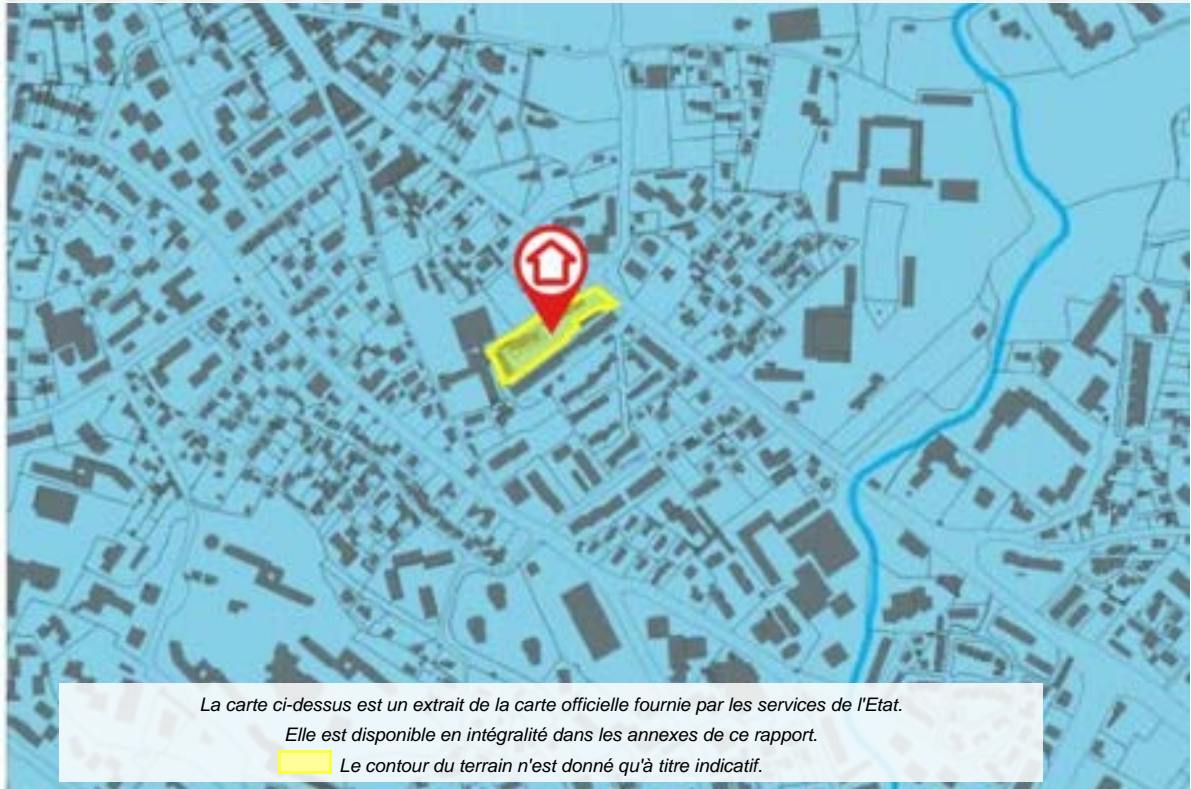 La carte ci-dessus est un extrait de la carte officielle fournie par les services de l'Etat.
Elle est disponible en intégralité dans les annexes de ce rapport.
Le contour du terrain n'est donné qu'à titre indicatif.